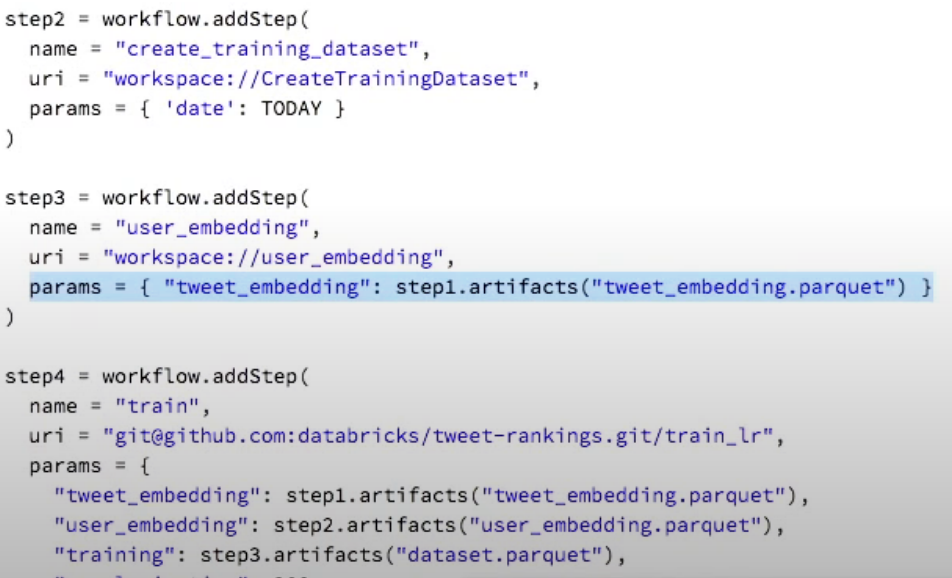 step2 = workflow.addStep(
name = "create_training_dataset",
uri = "workspace://CreateTrainingDataset",
params = { 'date': TODAY }
)
step3 = workflow.addStep(
name = "user_embedding",
uri = "workspace://user_embedding",
params = { "tweet_embedding": step1.artifacts("tweet_embedding.parquet") }
)
step4 = workflow.addStep(
name = "train",
uri = "git@github.com:databricks/tweet-rankings.git/train_lr",
params = {
"tweet_embedding": step1.artifacts("tweet_embedding.parquet"),
"user_embedding": step2.artifacts("user_embedding.parquet"),
"training": step3.artifacts("dataset.parquet"),